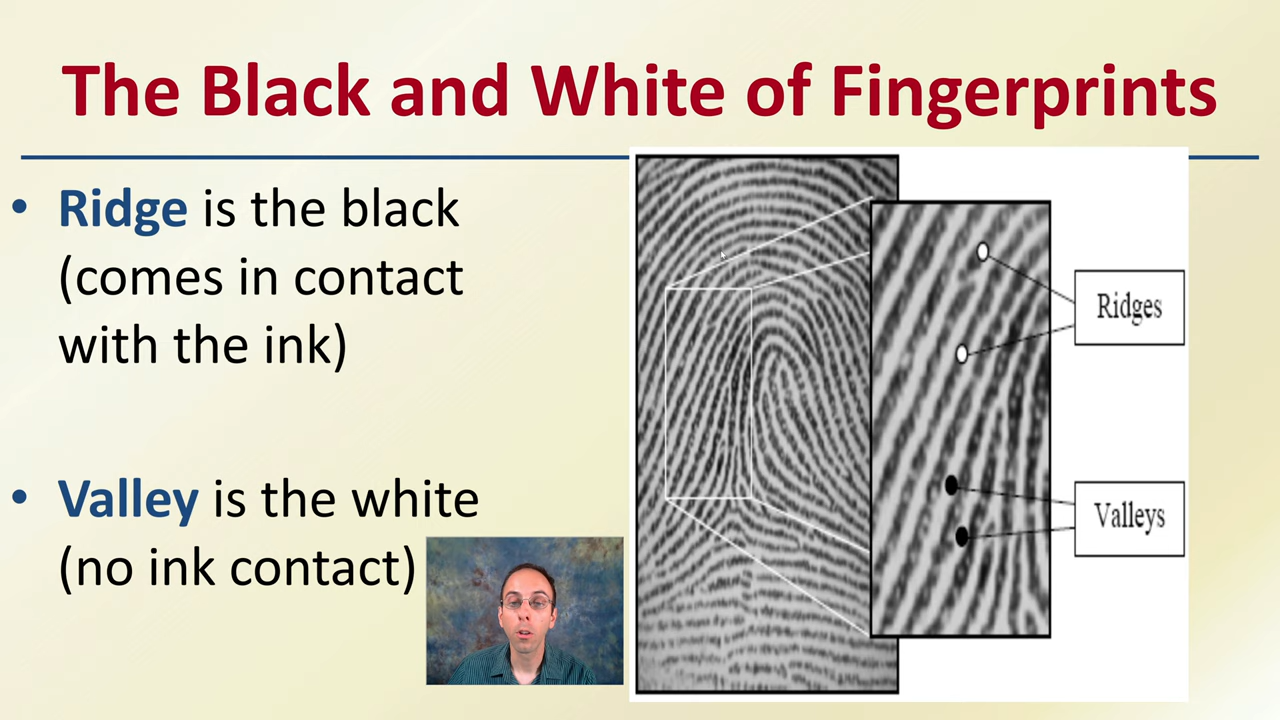 The Black and White of Fingerprints
• Ridge is the black
(comes in contact
with the ink)
• Valley is the white
(no ink contact)
Ridges
Valleys